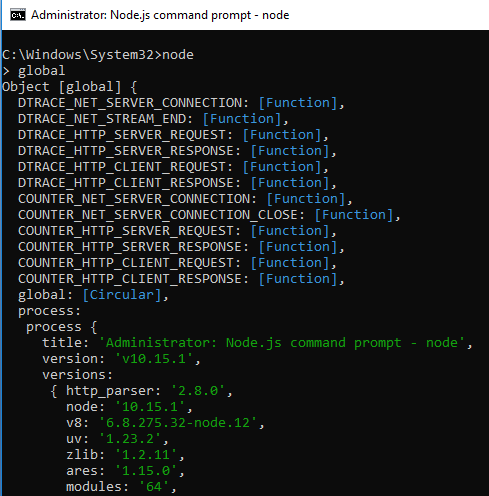 Administrator: Node.js command prompt - node
C:\Windows\System32>node
> global
Object [global] {
  DTRACE_NET_SERVER_CONNECTION: [Function],
  DTRACE_NET_STREAM_END: [Function],
  DTRACE_HTTP_SERVER_REQUEST: [Function],
  DTRACE_HTTP_SERVER_RESPONSE: [Function],
  DTRACE_HTTP_CLIENT_REQUEST: [Function],
  DTRACE_HTTP_CLIENT_RESPONSE: [Function],
  COUNTER_NET_SERVER_CONNECTION: [Function],
  COUNTER_NET_SERVER_CONNECTION_CLOSE: [Function],
  COUNTER_HTTP_SERVER_REQUEST: [Function],
  COUNTER_HTTP_SERVER_RESPONSE: [Function],
  COUNTER_HTTP_CLIENT_REQUEST: [Function],
  COUNTER_HTTP_CLIENT_RESPONSE: [Function],
  global: [Circular],
  process:
   process {
     title: 'Administrator: Node.js command prompt - node',
     version: 'v10.15.1',
     versions:
      { http_parser: '2.8.0',
        node: '10.15.1',
        v8: '6.8.275.32-node.12',
        uv: '1.23.2',
        zlib: '1.2.11',
        ares: '1.15.0',
        modules: '64',